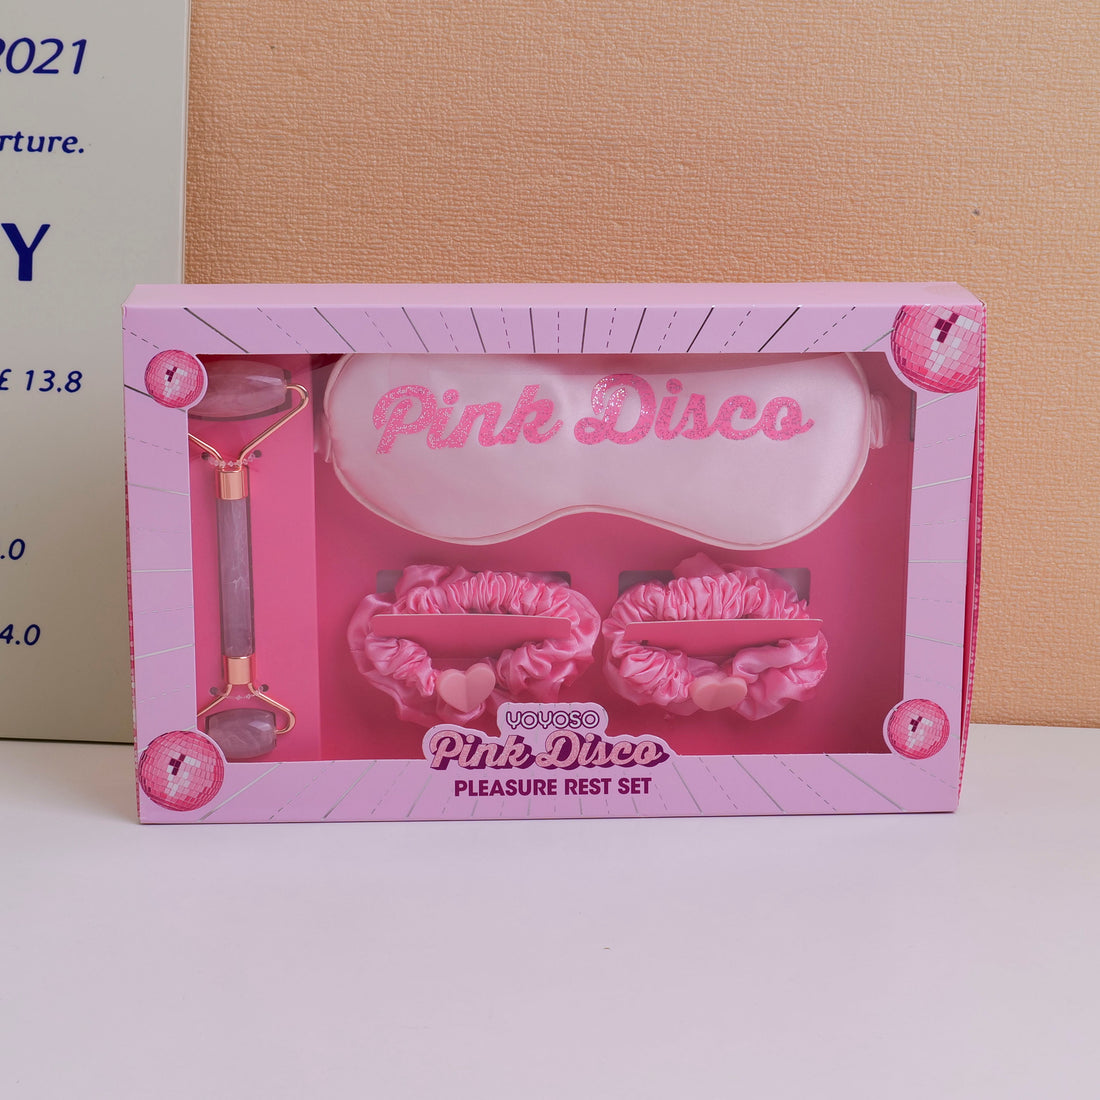 2021
rture.
Y
£ 13.8
.0
4.0
Pink Disco
YOYOSO
Pink Disco
PLEASURE REST SET